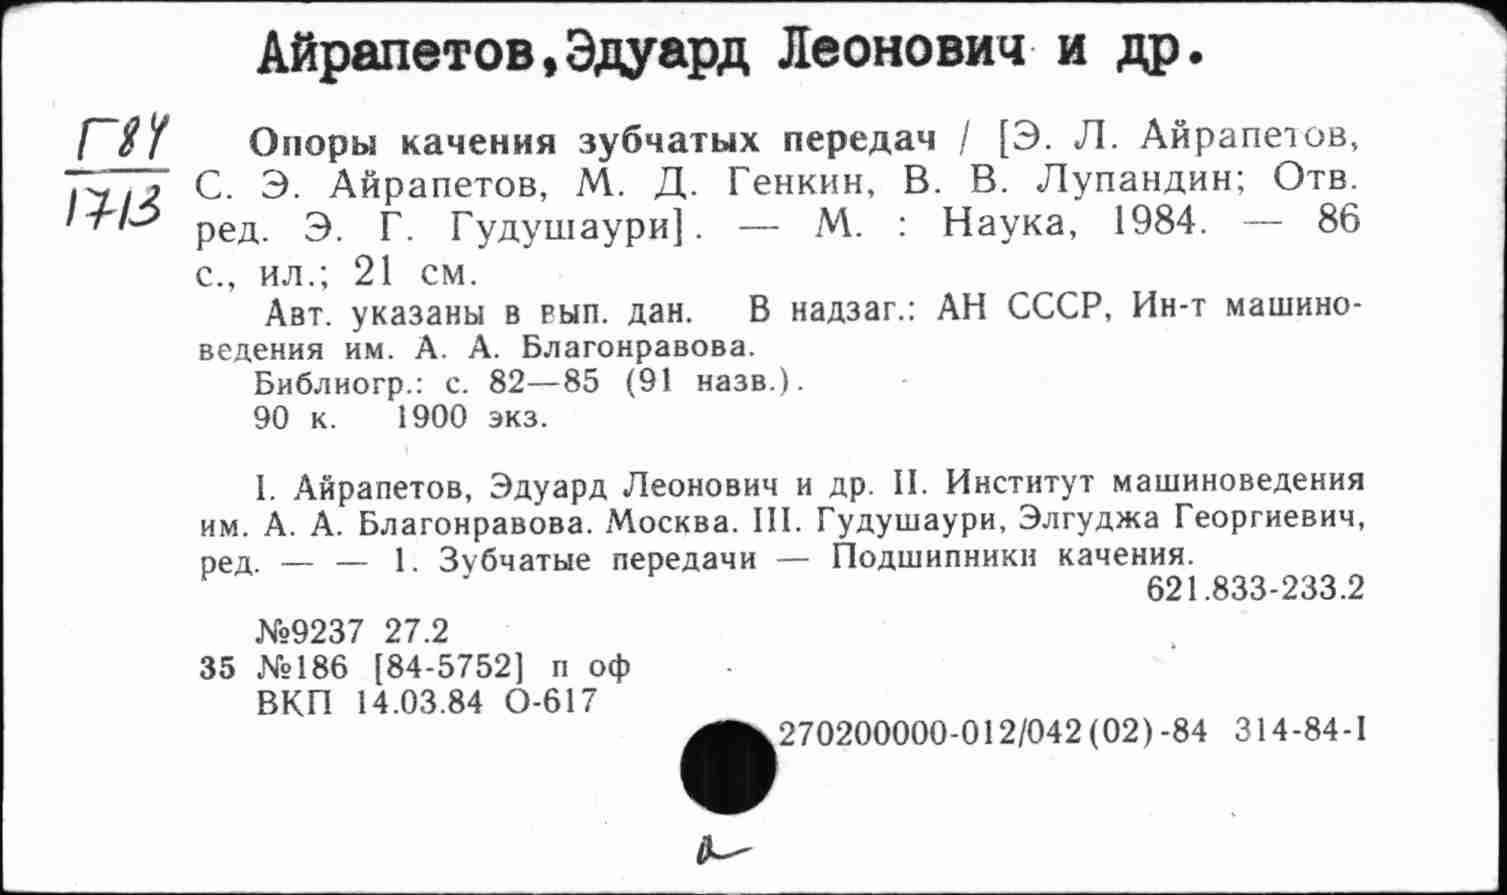 Айрапетов,Эдуард Леонович и др.
Г84
17-13
Опоры качения зубчатых передач / [Э. Л. Айрапетов,
С. Э. Айрапетов, М. Д. Генкин, В. В. Лупандин; Отв.
ред. Э. Г. Гудушаури]. — М. : Наука, 1984. — 86
с., ил.; 21 см.
Авт. указаны в вып. дан. В надзаг.: АН СССР, Ин-т машино-
ведения им. А. А. Благонравова.
Библиогр.: с. 82—85 (91 назв.).
90 к. 1900 экз.
I. Айрапетов, Эдуард Леонович и др. II. Институт машиноведения
им. А. А. Благонравова. Москва. III. Гудушаури, Элгуджа Георгиевич,
ред. — — 1. Зубчатые передачи — Подшипники качения.
621.833-233.2
№9237 27.2
35 №186 [84-5752] п оф
ВКП 14.03.84 О-617
270200000-012/042(02)-84 314-84-I